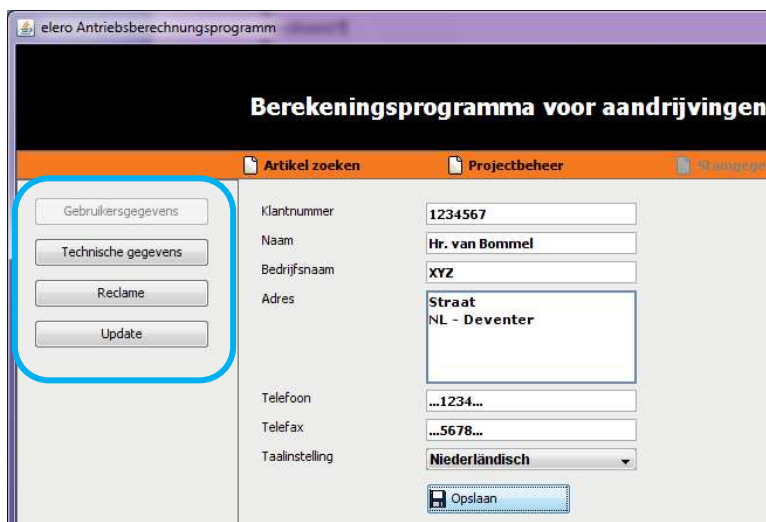 elero Antriebsberechnungsprogramm
Berekeningsprogramma voor aandrijvingen
Artikel zoeken
Projectbeheer
Gebruikersgegevens
Technische gegevens
Reclame
Update
Klantnummer 1234567
Naam Hr. van Bommel
Bedrijfsnaam XYZ
Adres Straat
NL - Deventer
Telefoon ...1234...
Telefax ...5678...
Taalinstelling Niederländisch
Opslaan